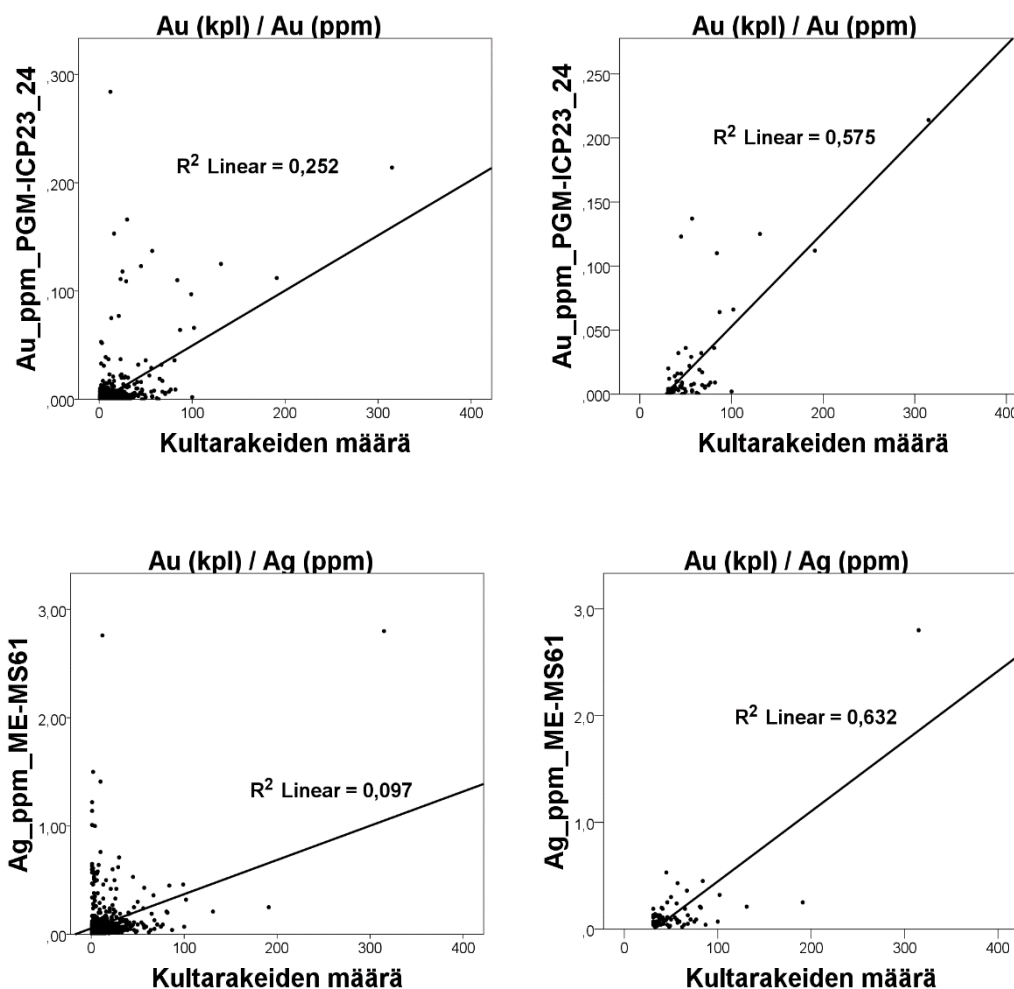 Au (kpl) / Au (ppm)
Au_ppm_PGM-ICP23_24
,300
,200
,100
,000
R² Linear = 0,252
0 100 200 300 400
Kultarakeiden määrä
Au (kpl) / Au (ppm)
Au_ppm_PGM-ICP23_24
,250
,200
,150
,100
,050
,000
R² Linear = 0,575
0 100 200 300 400
Kultarakeiden määrä
Au (kpl) / Ag (ppm)
Ag_ppm_ME-MS61
3,00
2,00
1,00
,00
R² Linear = 0,097
0 100 200 300 400
Kultarakeiden määrä
Au (kpl) / Ag (ppm)
Ag_ppm_ME-MS61
3,0
2,0
1,0
,0
R² Linear = 0,632
0 100 200 300 400
Kultarakeiden määrä